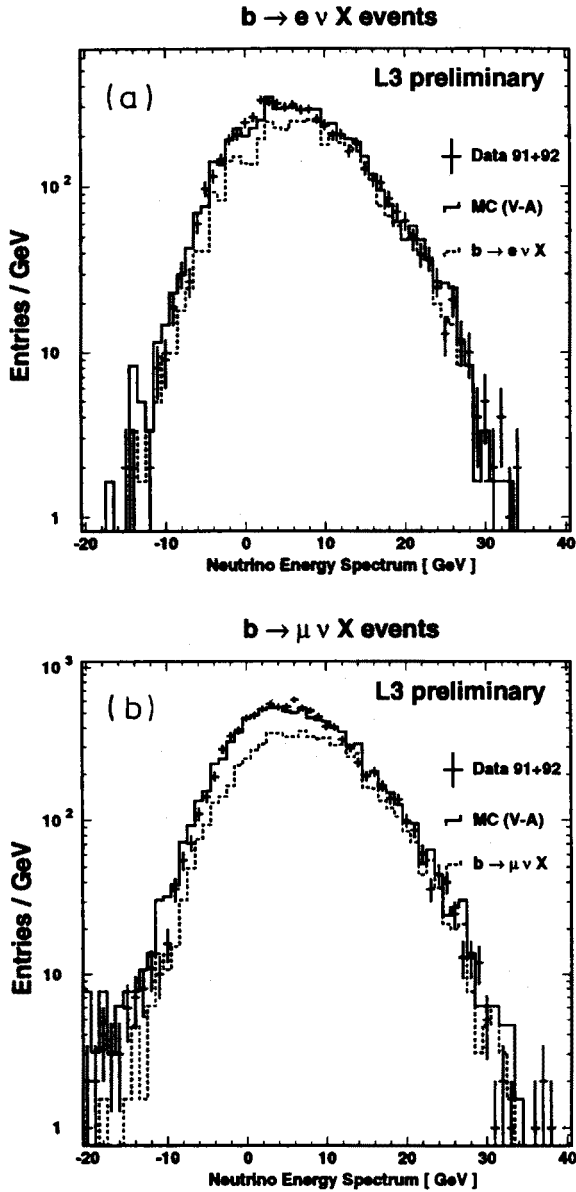 b → e ν X events
(a)
L3 preliminary
Data 91+92
MC (V-A)
b → e ν X
Entries / GeV
10²
10
1
-20 -10 0 10 20 30 40
Neutrino Energy Spectrum [ GeV ]
b → μ ν X events
(b)
L3 preliminary
Data 91+92
MC (V-A)
b → μ ν X
Entries / GeV
10³
10²
10
1
-20 -10 0 10 20 30 40
Neutrino Energy Spectrum [ GeV ]